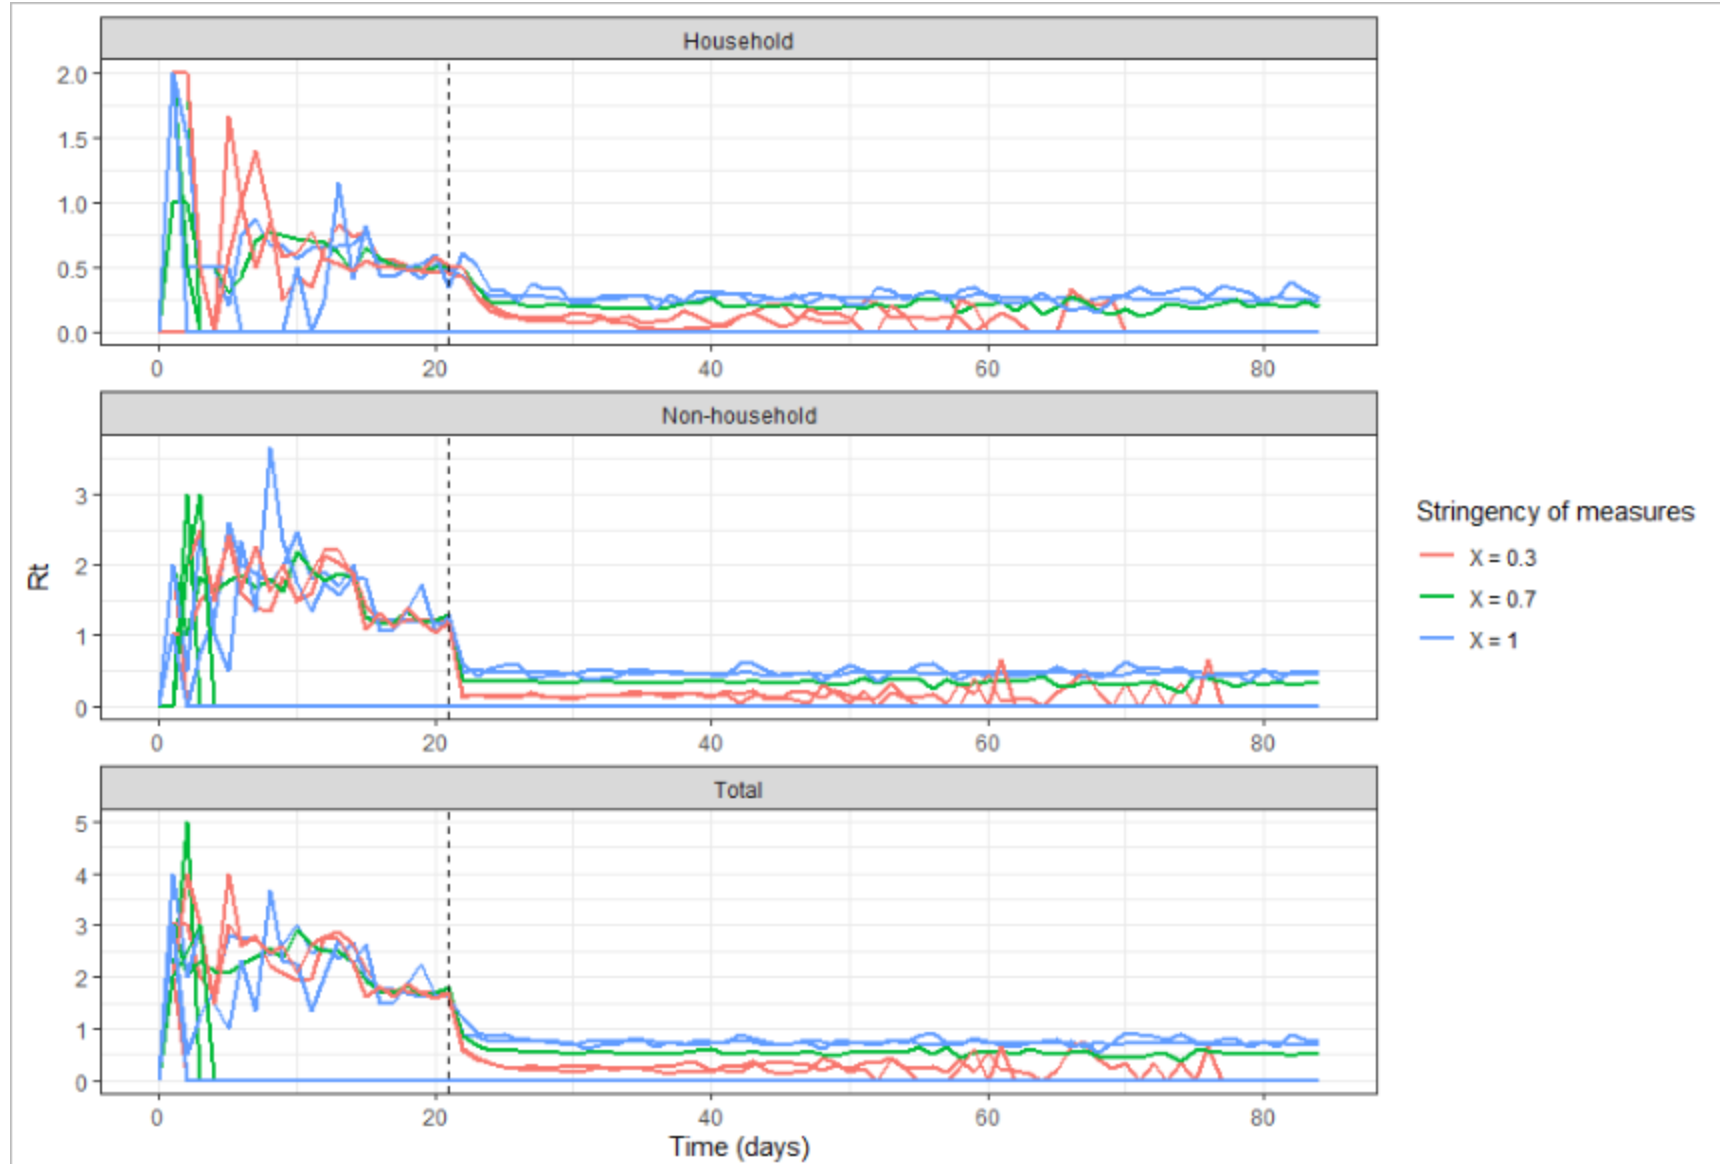 Household
2.0
1.5
1.0
0.5
0.0
0 20 40 60 80
Non-household
3
2
1
0
0 20 40 60 80
Total
5
4
3
2
1
0
0 20 40 60 80
Time (days)
Rt
Stringency of measures
X = 0.3
X = 0.7
X = 1